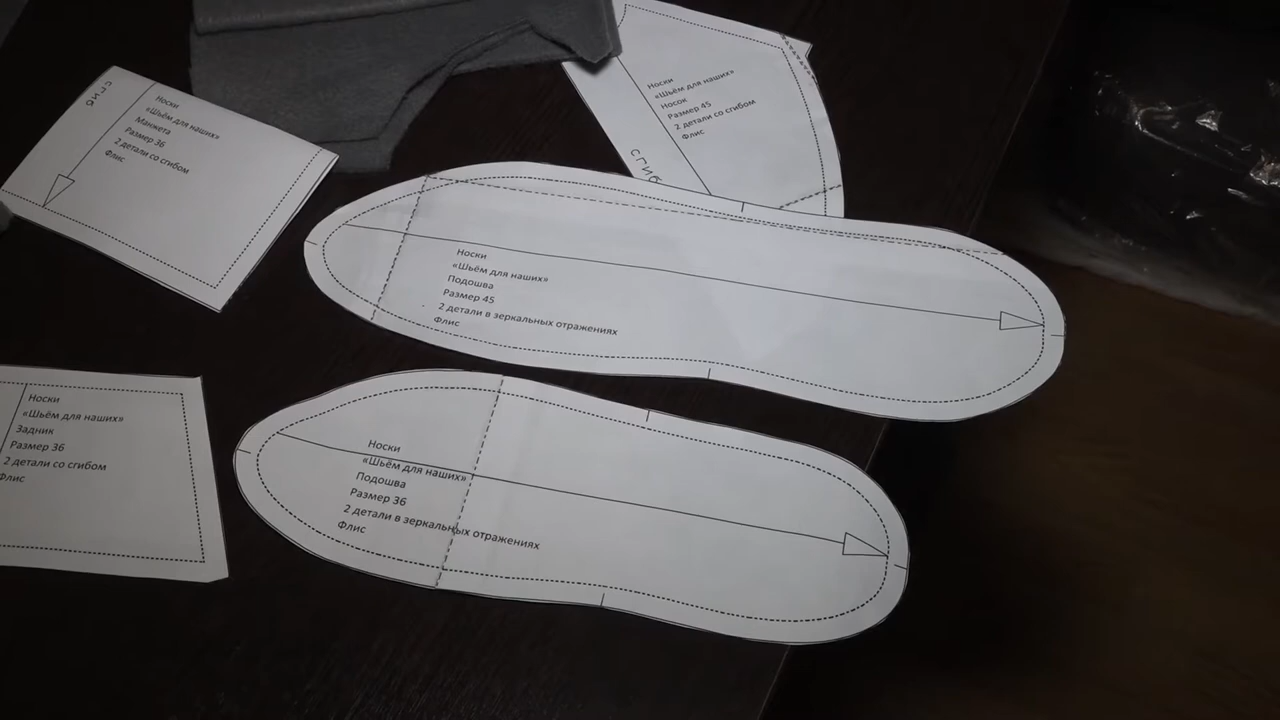 сгиб
Носки
«Шьём для наших»
Манжета
Размер 36
2 детали со сгибом
Флис
Носки
«Шьём для наших»
Носок
Размер 45
2 детали со сгибом
Флис
сгиб
Носки
«Шьём для наших»
Подошва
Размер 45
2 детали в зеркальных отражениях
Флис
Носки
«Шьём для наших»
Задник
Размер 36
2 детали со сгибом
Флис
Носки
«Шьём для наших»
Подошва
Размер 36
2 детали в зеркальных отражениях
Флис